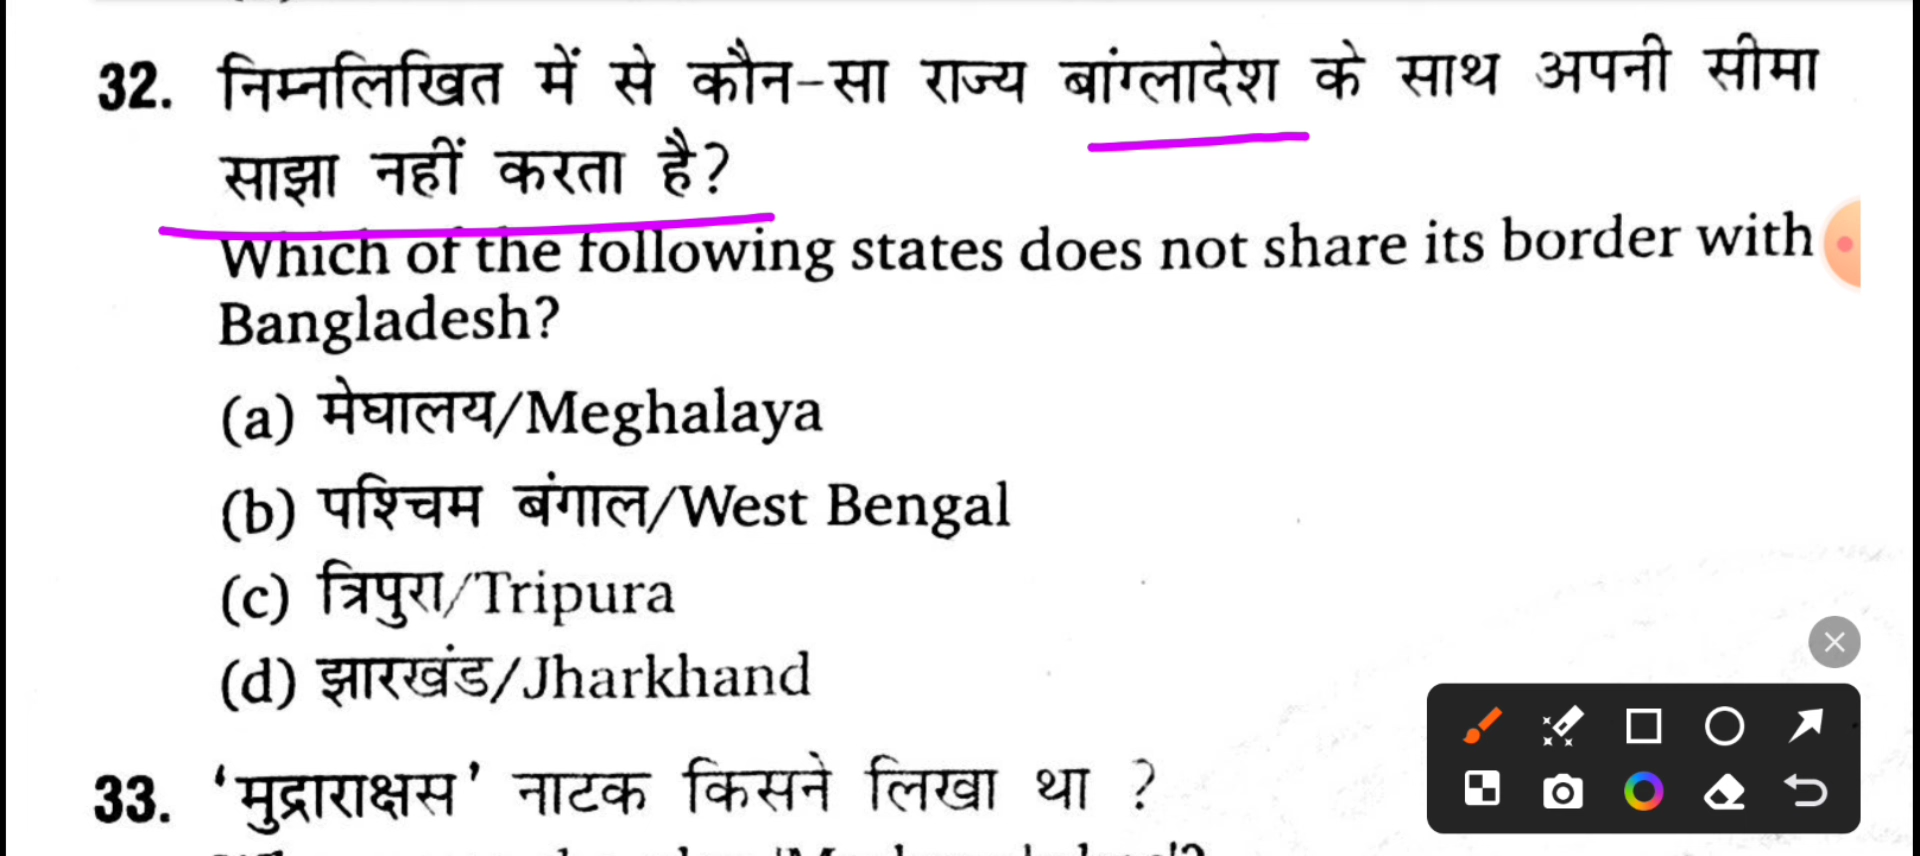 32. निम्नलिखित में से कौन-सा राज्य बांग्लादेश के साथ अपनी सीमा
साझा नहीं करता है?
Which of the following states does not share its border with
Bangladesh?
(a) मेघालय/Meghalaya
(b) पश्चिम बंगाल/West Bengal
(c) त्रिपुरा/Tripura
(d) झारखंड/Jharkhand
33. ‘मुद्राराक्षस’ नाटक किसने लिखा था ?